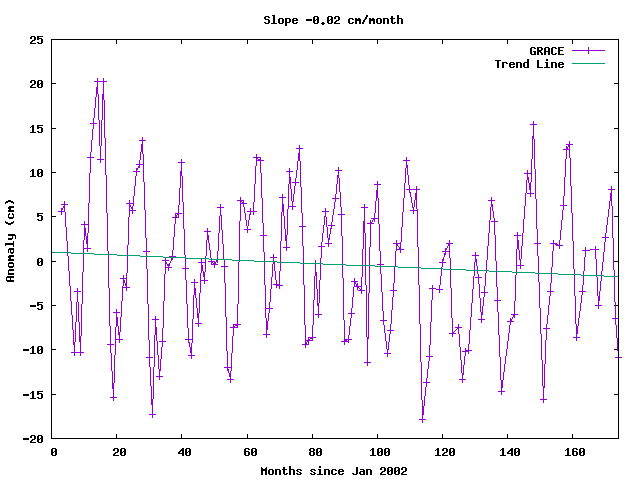 Slope -0.02 cm/month
25
20
15
10
5
0
-5
-10
-15
-20
Anomaly (cm)
GRACE
Trend Line
0 20 40 60 80 100 120 140 160
Months since Jan 2002